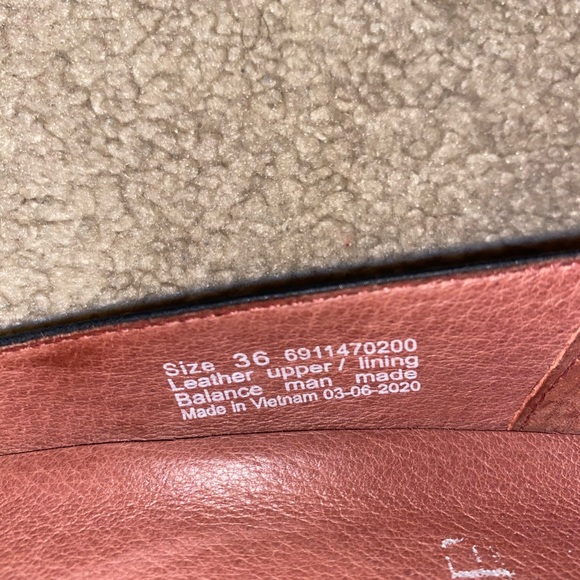 Size 36 6911470200
Leather upper/ lining
Balance man made
Made in Vietnam 03-06-2020